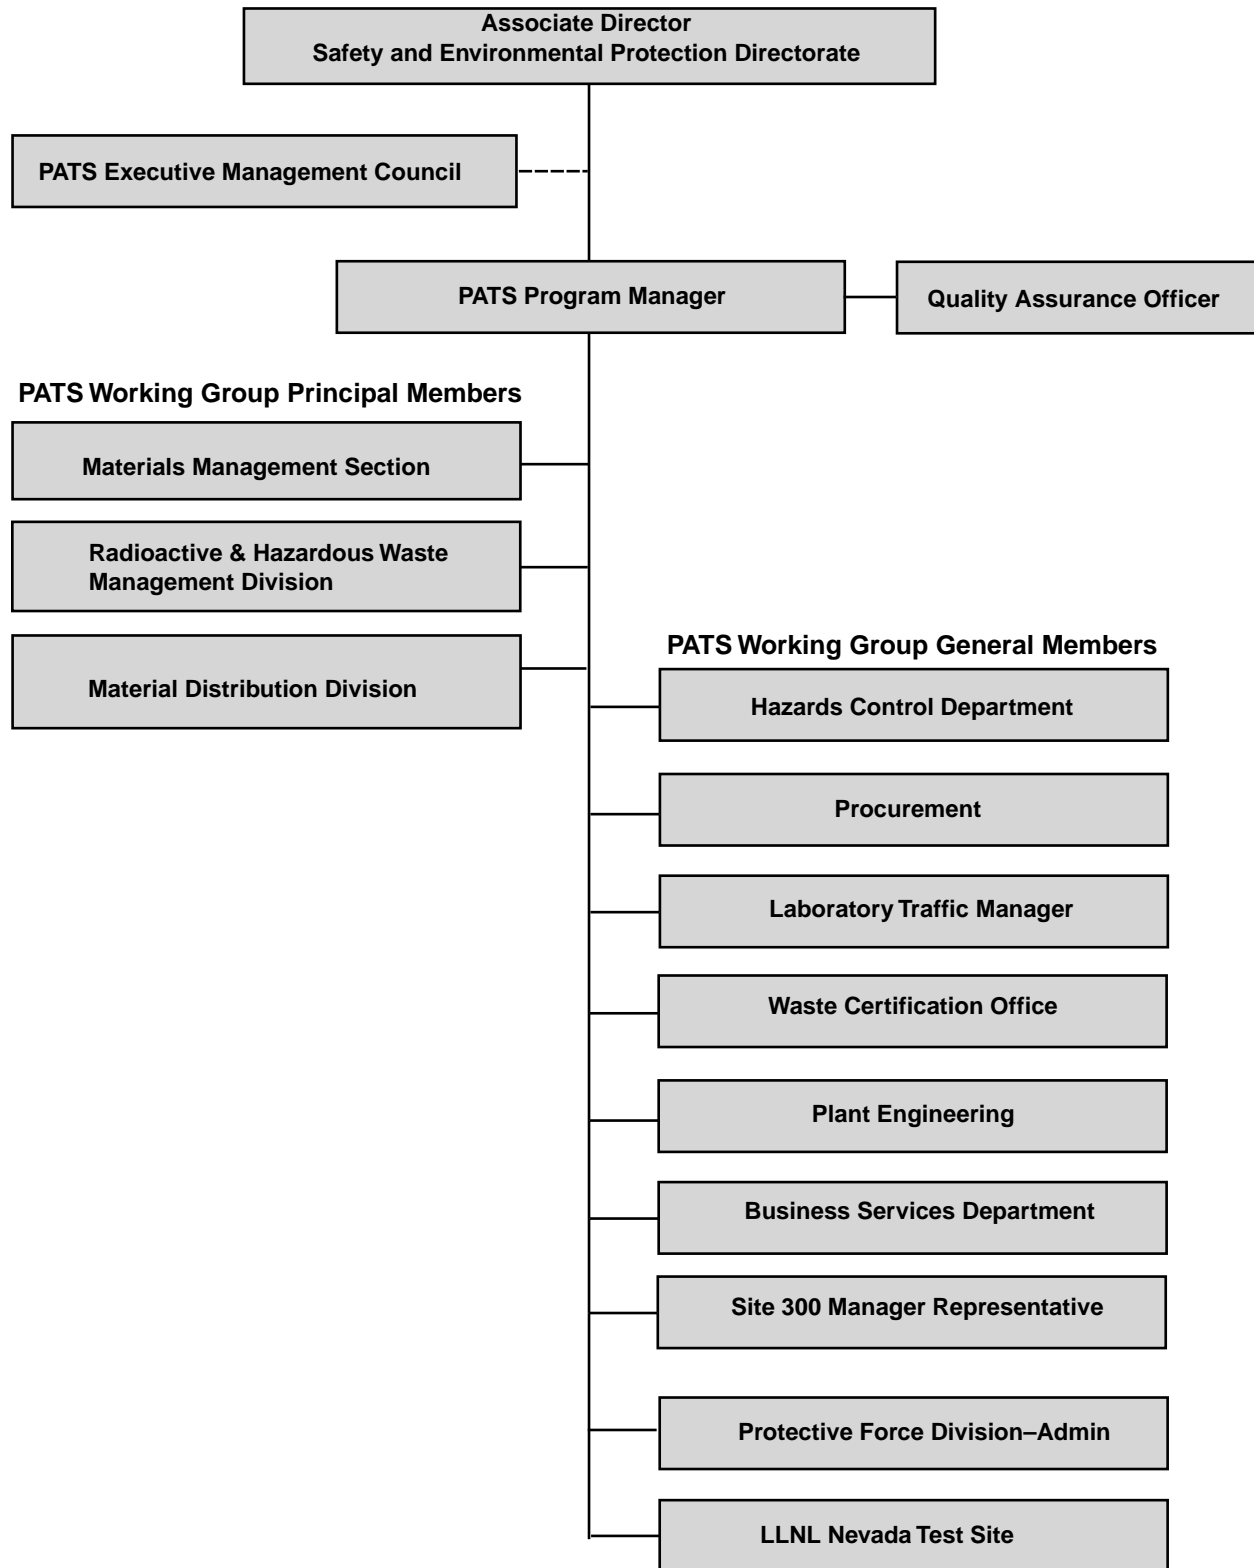 Associate Director
Safety and Environmental Protection Directorate
PATS Executive Management Council
PATS Program Manager
Quality Assurance Officer
PATS Working Group Principal Members
Materials Management Section
Radioactive & Hazardous Waste
Management Division
Material Distribution Division
PATS Working Group General Members
Hazards Control Department
Procurement
Laboratory Traffic Manager
Waste Certification Office
Plant Engineering
Business Services Department
Site 300 Manager Representative
Protective Force Division–Admin
LLNL Nevada Test Site